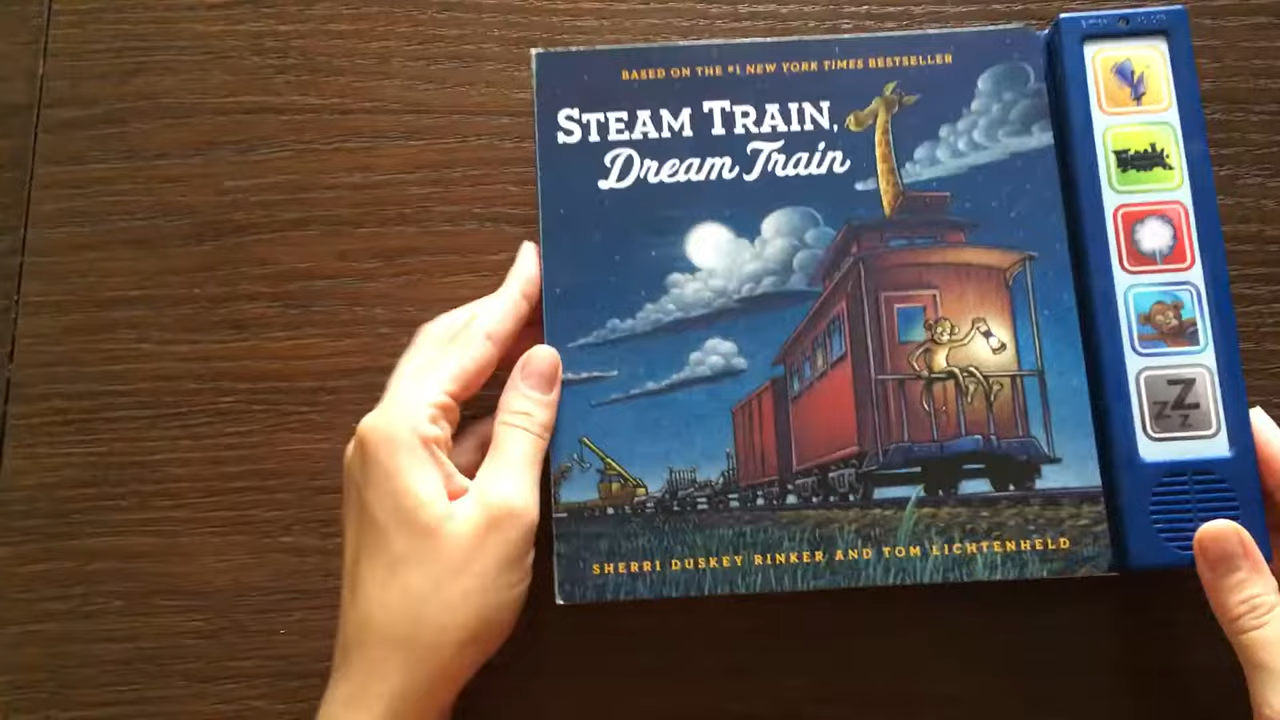 BASED ON THE #1 NEW YORK TIMES BESTSELLER
STEAM TRAIN,
Dream Train
Z
Z
Z
SHERRI DUSKEY RINKER AND TOM LICHTENHELD